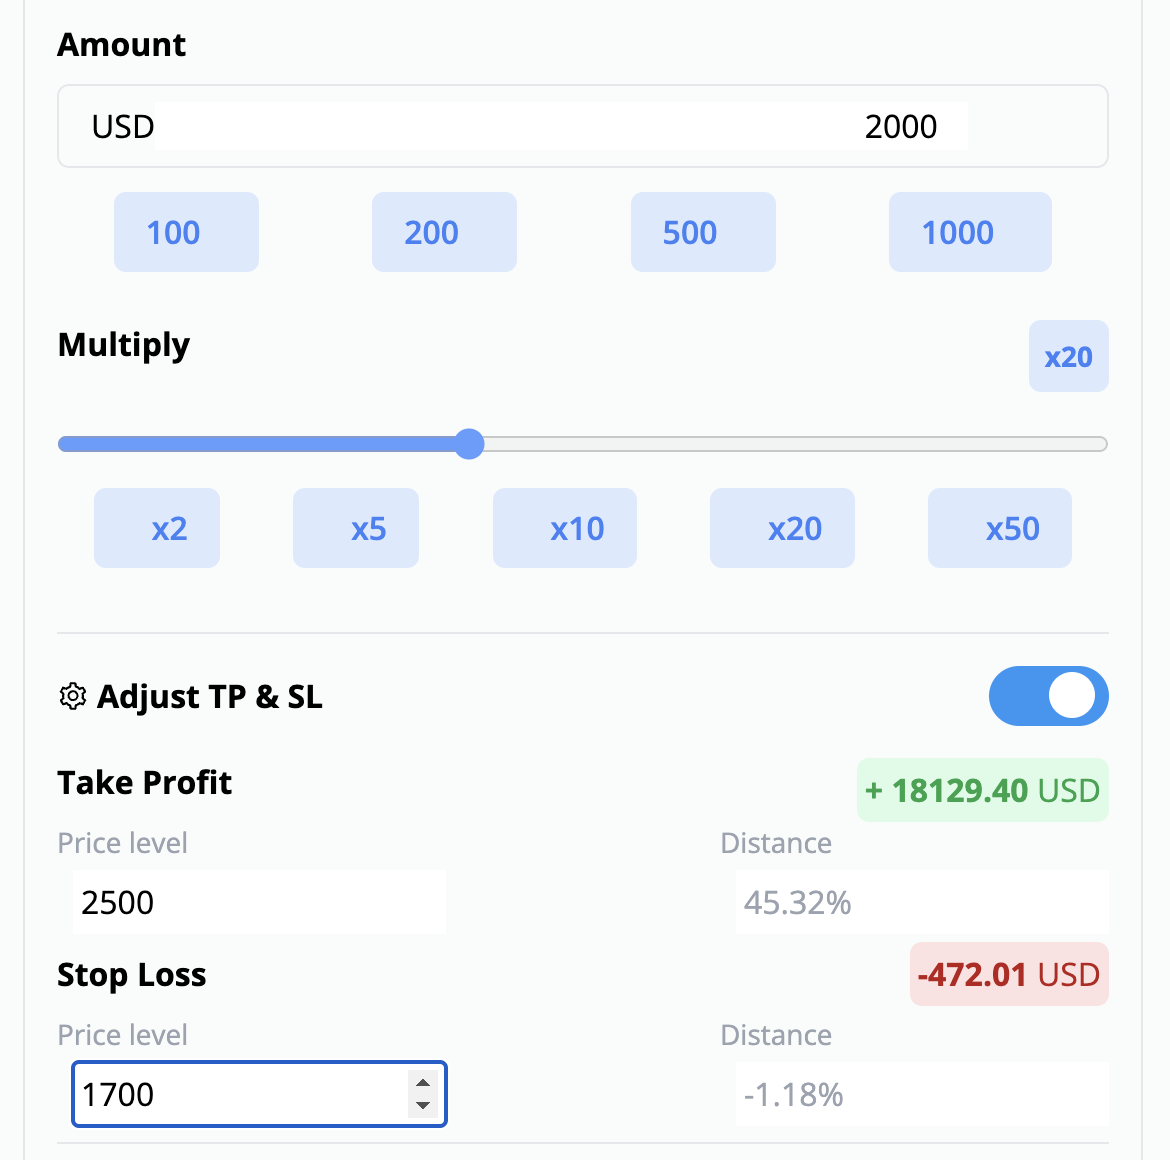 Amount
USD 2000
100 200 500 1000
Multiply x20
x2 x5 x10 x20 x50
Adjust TP & SL
Take Profit + 18129.40 USD
Price level Distance
2500 45.32%
Stop Loss -472.01 USD
Price level Distance
1700 -1.18%